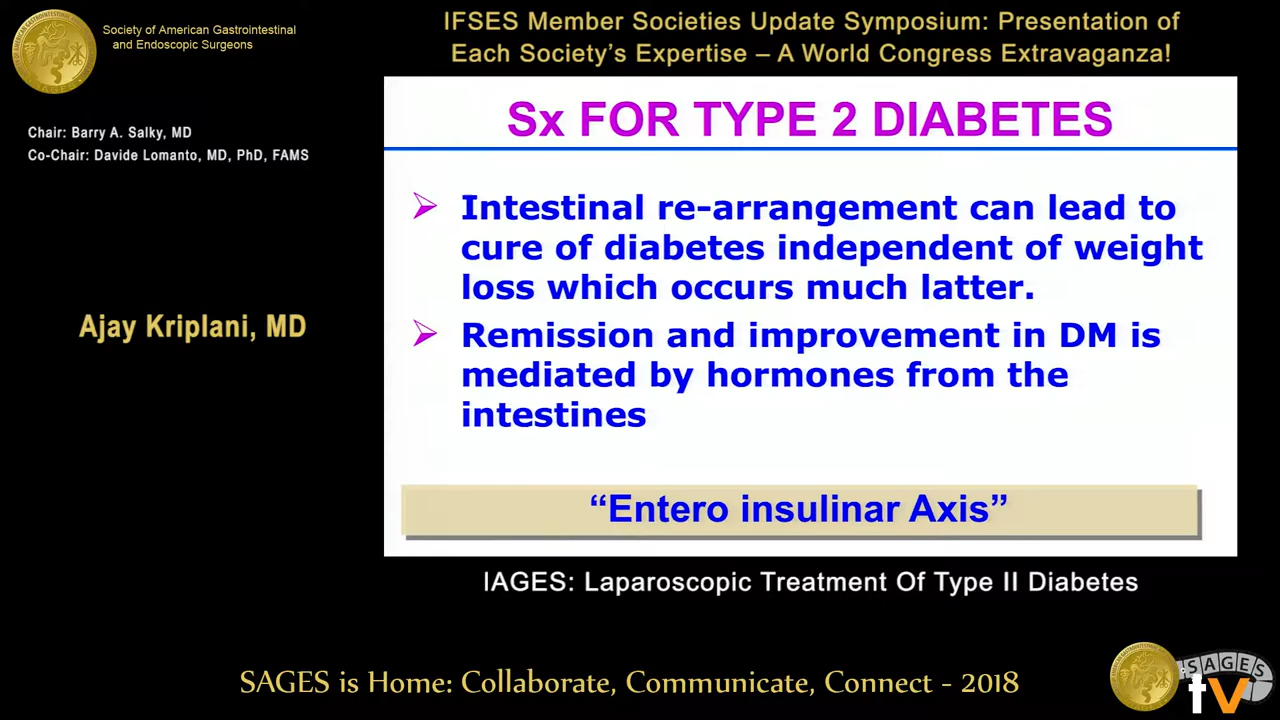 Society of American Gastrointestinal
and Endoscopic Surgeons
IFSES Member Societies Update Symposium: Presentation of
Each Society's Expertise – A World Congress Extravaganza!
Chair: Barry A. Salky, MD
Co-Chair: Davide Lomanto, MD, PhD, FAMS
Ajay Kriplani, MD
Sx FOR TYPE 2 DIABETES
Intestinal re-arrangement can lead to
cure of diabetes independent of weight
loss which occurs much latter.
Remission and improvement in DM is
mediated by hormones from the
intestines
“Entero insulinar Axis”
IAGES: Laparoscopic Treatment Of Type II Diabetes
SAGES is Home: Collaborate, Communicate, Connect - 2018
SAGES
tv